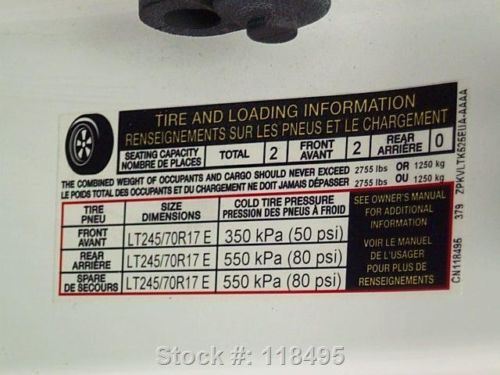 TIRE AND LOADING INFORMATION
RENSEIGNEMENTS SUR LES PNEUS ET LE CHARGEMENT
SEATING CAPACITY
NOMBRE DE PLACES
TOTAL 2
FRONT
AVANT 2
REAR
ARRIÈRE 0
THE COMBINED WEIGHT OF OCCUPANTS AND CARGO SHOULD NEVER EXCEED 2755 lbs OR 1250 kg
LE POIDS TOTAL DES OCCUPANTS ET DU CHARGEMENT NE DOIT JAMAIS DÉPASSER 2755 lbs OU 1250 kg
TIRE
PNEU
SIZE
DIMENSIONS
COLD TIRE PRESSURE
PRESSION DES PNEUS À FROID
FRONT
AVANT
LT245/70R17 E 350 kPa (50 psi)
REAR
ARRIÈRE
LT245/70R17 E 550 kPa (80 psi)
SPARE
DE SECOURS
LT245/70R17 E 550 kPa (80 psi)
SEE OWNER'S MANUAL
FOR ADDITIONAL
INFORMATION
VOIR LE MANUEL
DE L'USAGER
POUR PLUS DE
RENSEIGNEMENTS
CN118495 379
Stock #: 118495